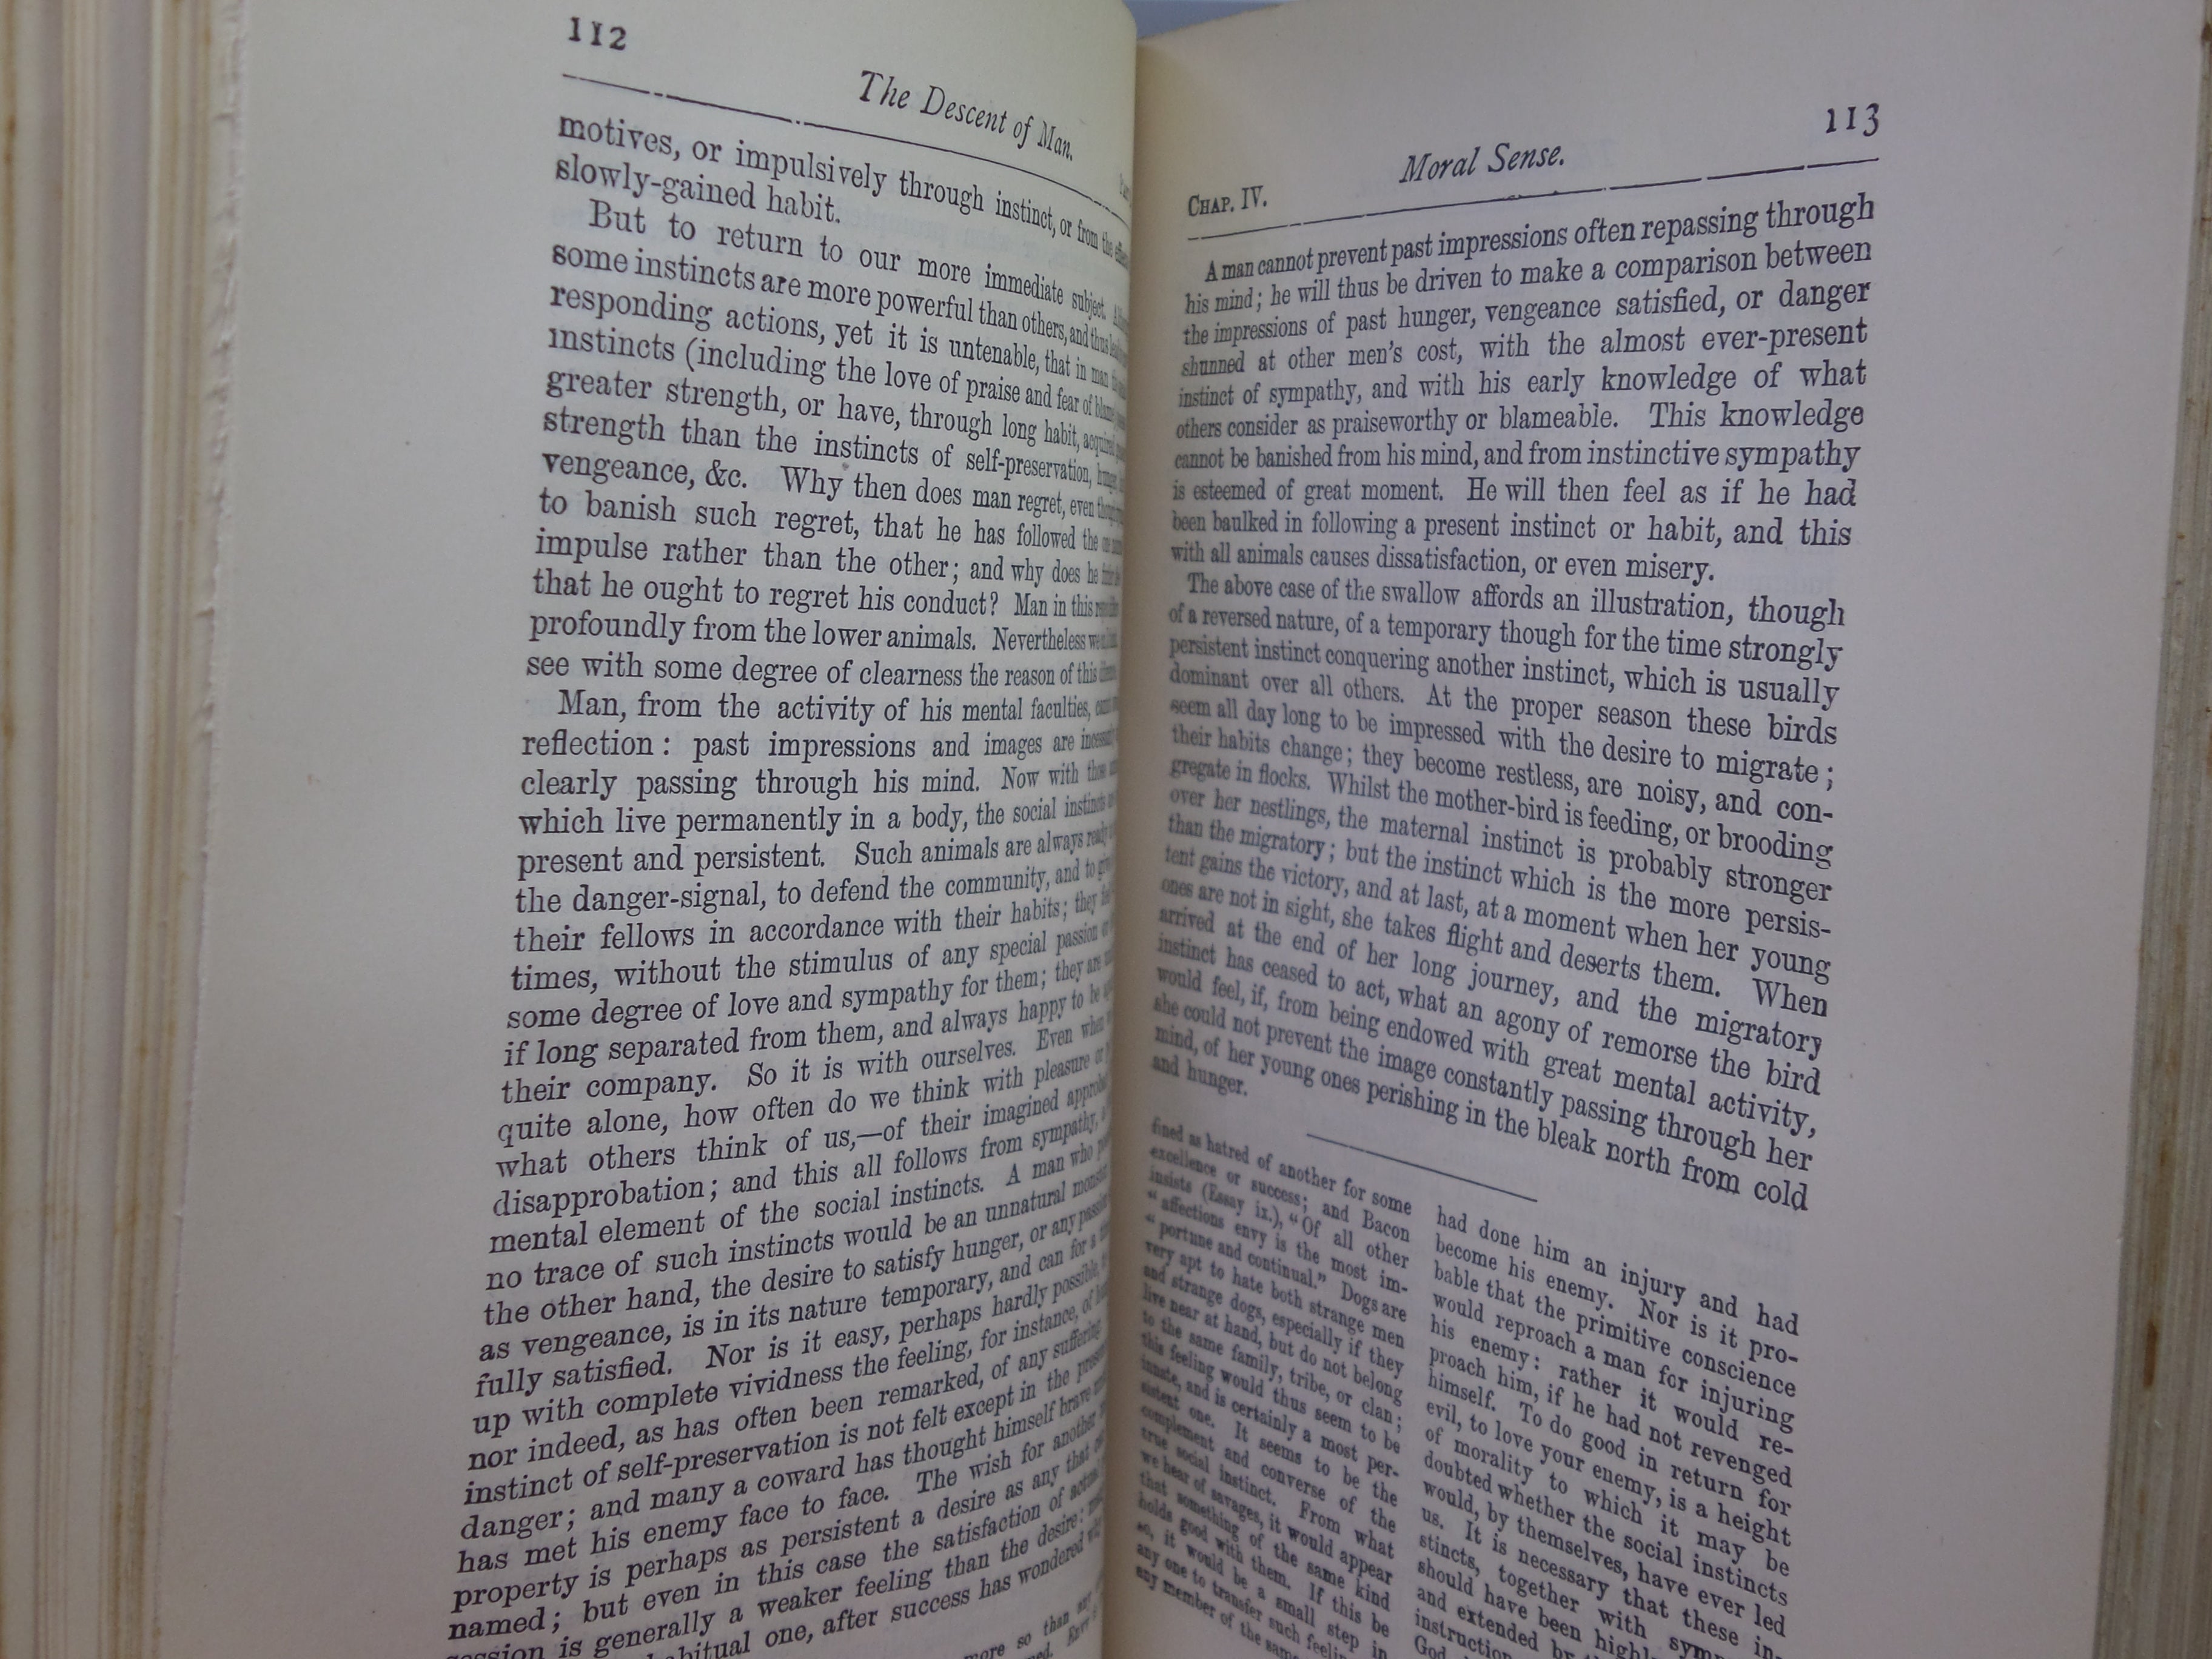 112
The Descent of Man.
motives, or impulsively through instinct, or from the
slowly-gained habit.
But to return to our more immediate subject.
some instincts are more powerful than others, and thus
responding actions, yet it is untenable, that in man
instincts (including the love of praise and fear of
greater strength, or have, through long habit, acquired
strength than the instincts of self-preservation,
vengeance, &c. Why then does man regret, even
to banish such regret, that he has followed the
impulse rather than the other; and why does he
that he ought to regret his conduct? Man in this
profoundly from the lower animals. Nevertheless we
see with some degree of clearness the reason of this
Man, from the activity of his mental faculties,
reflection: past impressions and images are
clearly passing through his mind. Now with
which live permanently in a body, the social instincts
present and persistent. Such animals are always ready
the danger-signal, to defend the community, and to
their fellows in accordance with their habits; they
times, without the stimulus of any special passion
some degree of love and sympathy for them; they are
if long separated from them, and always happy to be
their company. So it is with ourselves. Even when
quite alone, how often do we think with pleasure or
what others think of us,—of their imagined
disapprobation; and this all follows from sympathy,
mental element of the social instincts. A man who
no trace of such instincts would be an unnatural
the other hand, the desire to satisfy hunger, or any
as vengeance, is in its nature temporary, and can for a
fully satisfied. Nor is it easy, perhaps hardly possible,
up with complete vividness the feeling, for instance, of
nor indeed, as has often been remarked, of any suffering
instinct of self-preservation is not felt except in the
danger; and many a coward has thought himself brave
has met his enemy face to face. The wish for another
property is perhaps as persistent a desire as any that
named; but even in this case the satisfaction of
is generally a weaker feeling than the desire:
one, after success has wondered
more so than any
113
Chap. IV.
Moral Sense.
A man cannot prevent past impressions often repassing through
his mind; he will thus be driven to make a comparison between
the impressions of past hunger, vengeance satisfied, or danger
shunned at other men's cost, with the almost ever-present
instinct of sympathy, and with his early knowledge of what
others consider as praiseworthy or blameable. This knowledge
cannot be banished from his mind, and from instinctive sympathy
is esteemed of great moment. He will then feel as if he had
been baulked in following a present instinct or habit, and this
with all animals causes dissatisfaction, or even misery.
The above case of the swallow affords an illustration, though
of a reversed nature, of a temporary though for the time strongly
persistent instinct conquering another instinct, which is usually
dominant over all others. At the proper season these birds
seem all day long to be impressed with the desire to migrate;
their habits change; they become restless, are noisy, and con-
gregate in flocks. Whilst the mother-bird is feeding, or brooding
over her nestlings, the maternal instinct is probably stronger
than the migratory; but the instinct which is the more persis-
tent gains the victory, and at last, at a moment when her young
ones are not in sight, she takes flight and deserts them. When
arrived at the end of her long journey, and the migratory
instinct has ceased to act, what an agony of remorse the bird
would feel, if, from being endowed with great mental activity,
she could not prevent the image constantly passing through her
mind, of her young ones perishing in the bleak north from cold
and hunger.
fined as hatred of another for some
excellence or success; and Bacon
insists (Essay ix.), "Of all other
"affections envy is the most im-
"portune and continual." Dogs are
very apt to hate both strange men
and strange dogs, especially if they
live near at hand, but do not belong
to the same family, tribe, or clan;
this feeling would thus seem to be
innate, and is certainly a most per-
sistent one. It seems to be the
complement and converse of the
true social instinct. From what
we hear of savages, it would appear
that something of the same kind
holds good with them. If this be
so, it would be a small step in
any one to transfer such
any member of the same
had done him an injury and had
become his enemy. Nor is it pro-
bable that the primitive conscience
would reproach a man for injuring
his enemy: rather it would re-
proach him, if he had not revenged
himself. To do good in return for
evil, to love your enemy, is a height
of morality to which it may be
doubted whether the social instincts
would, by themselves, have ever led
us. It is necessary that these in-
stincts, together with
should have been
and extended
God